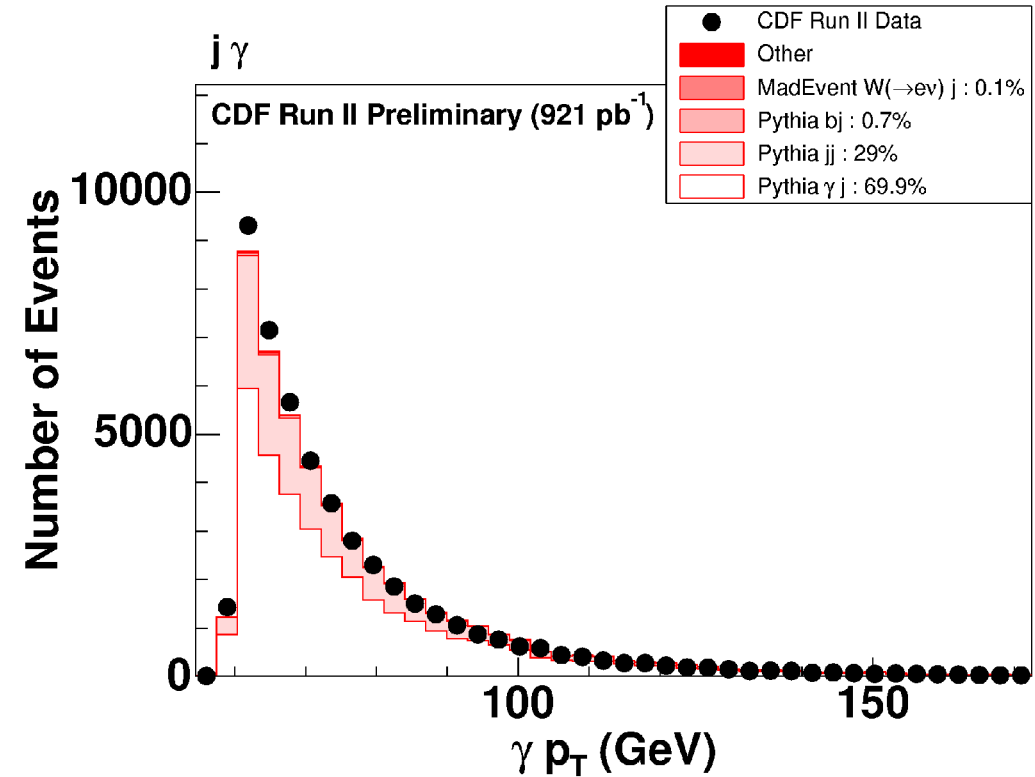 j γ
CDF Run II Preliminary (921 pb⁻¹)
CDF Run II Data
Other
MadEvent W(→eν) j : 0.1%
Pythia bj : 0.7%
Pythia jj : 29%
Pythia γ j : 69.9%
Number of Events
10000
5000
0
100
150
γ p_T (GeV)